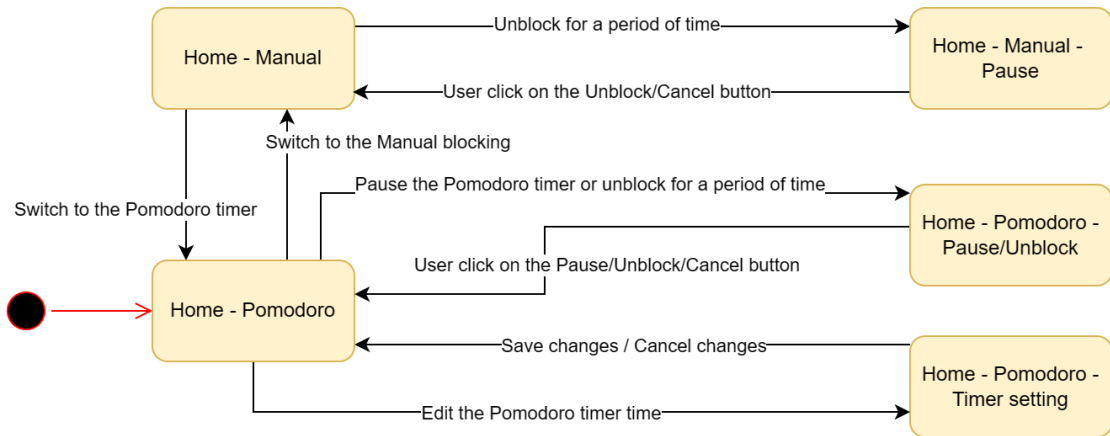 Unblock for a period of time
Home - Manual
Home - Manual -
Pause
User click on the Unblock/Cancel button
Switch to the Manual blocking
Pause the Pomodoro timer or unblock for a period of time
Switch to the Pomodoro timer
Home - Pomodoro -
Pause/Unblock
User click on the Pause/Unblock/Cancel button
Home - Pomodoro
Save changes / Cancel changes
Home - Pomodoro -
Timer setting
Edit the Pomodoro timer time